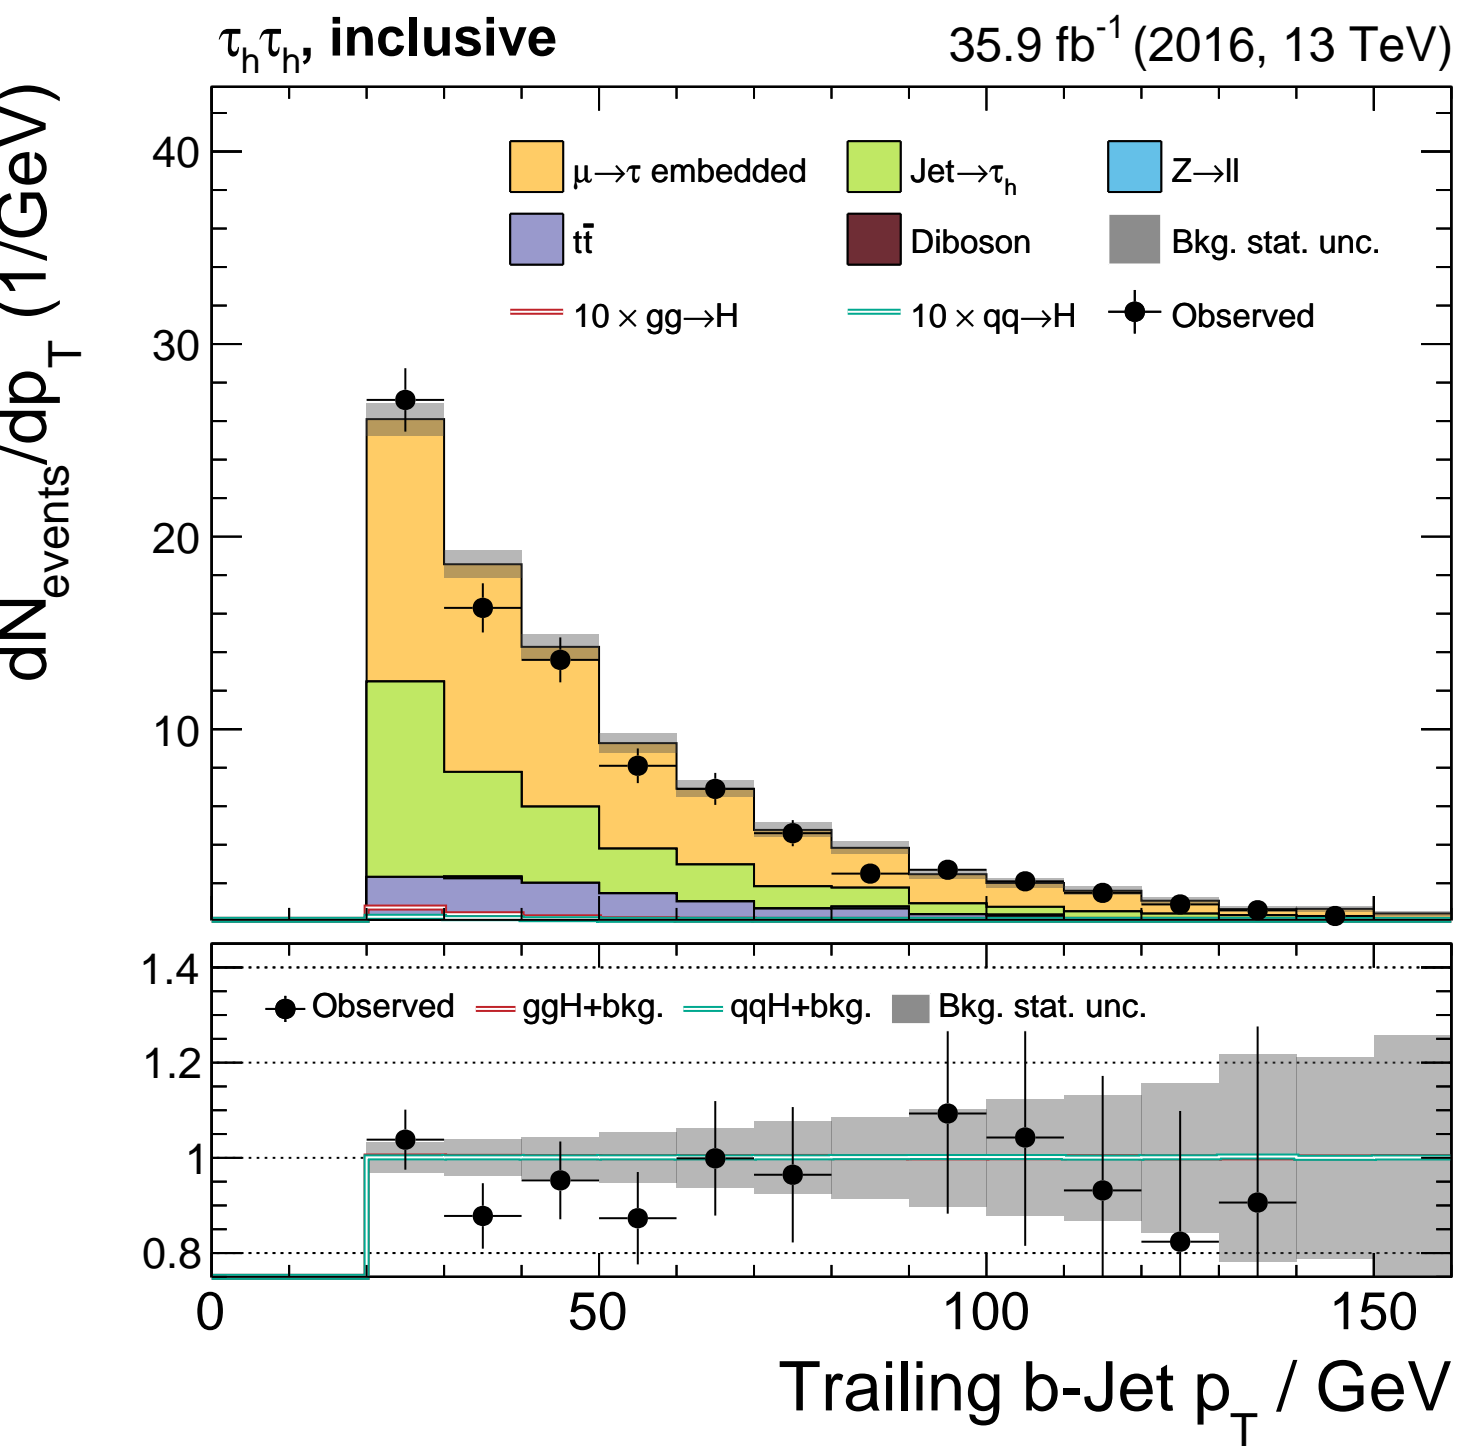 τhτh, inclusive 35.9 fb-1 (2016, 13 TeV)
dNevents/dpT (1/GeV)
40
30
20
10
μ→τ embedded Jet→τh Z→ll
tt̄ Diboson Bkg. stat. unc.
10 × gg→H 10 × qq→H Observed
1.4
1.2
1
0.8
Observed ggH+bkg. qqH+bkg. Bkg. stat. unc.
0 50 100 150
Trailing b-Jet pT / GeV